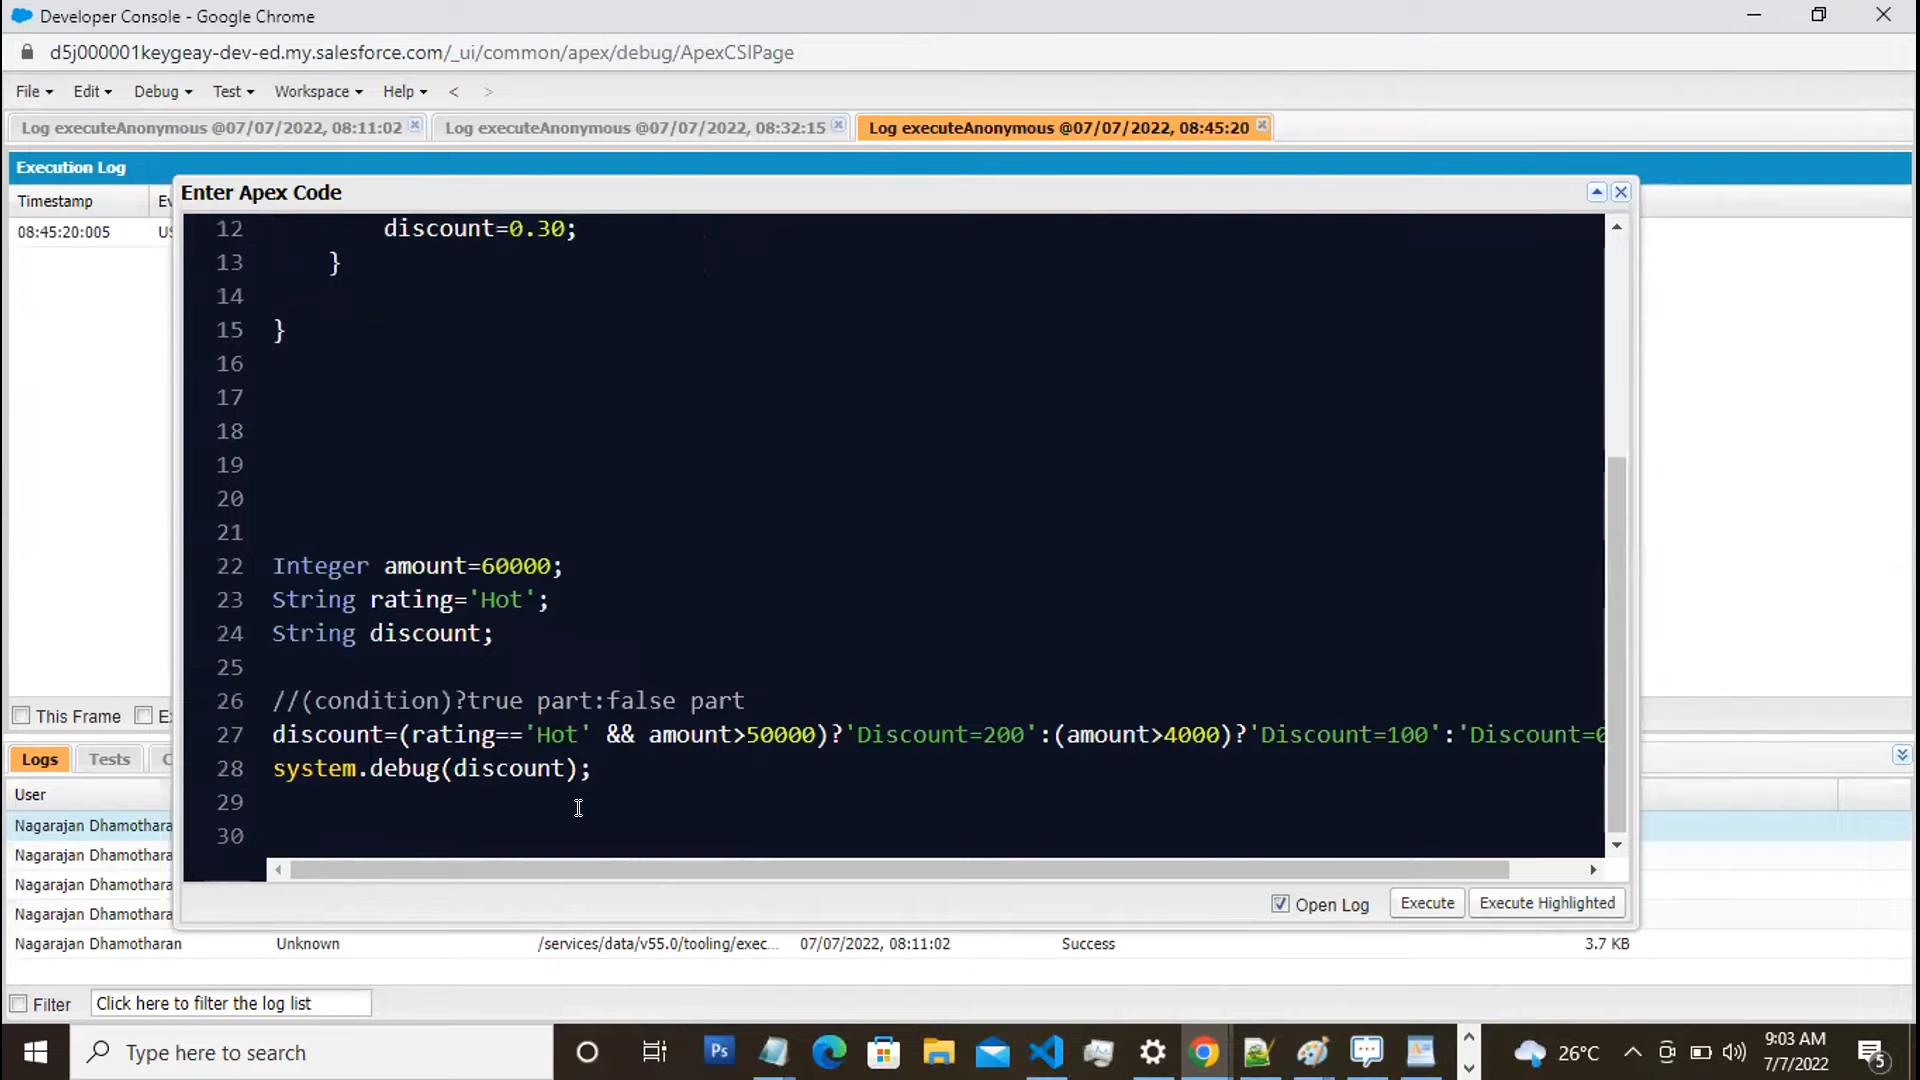 Developer Console - Google Chrome
d5j000001keygeay-dev-ed.my.salesforce.com/_ui/common/apex/debug/ApexCSIPage
File Edit Debug Test Workspace Help < >
Log executeAnonymous @07/07/2022, 08:11:02 Log executeAnonymous @07/07/2022, 08:32:15 Log executeAnonymous @07/07/2022, 08:45:20
Execution Log
Timestamp
08:45:20:005
Enter Apex Code
12 discount=0.30;
13 }
14
15 }
16
17
18
19
20
21
22 Integer amount=60000;
23 String rating='Hot';
24 String discount;
25
26 //(condition)?true part:false part
27 discount=(rating=='Hot' && amount>50000)?'Discount=200':(amount>4000)?'Discount=100':'Discount=
28 system.debug(discount);
29
30
Open Log Execute Execute Highlighted
This Frame
Logs Tests
User
Nagarajan Dhamothara
Nagarajan Dhamothara
Nagarajan Dhamothara
Nagarajan Dhamothara
Nagarajan Dhamotharan Unknown /services/data/v55.0/tooling/exec... 07/07/2022, 08:11:02 Success 3.7 KB
Filter Click here to filter the log list
Type here to search
Ps
26°C
9:03 AM
7/7/2022
5